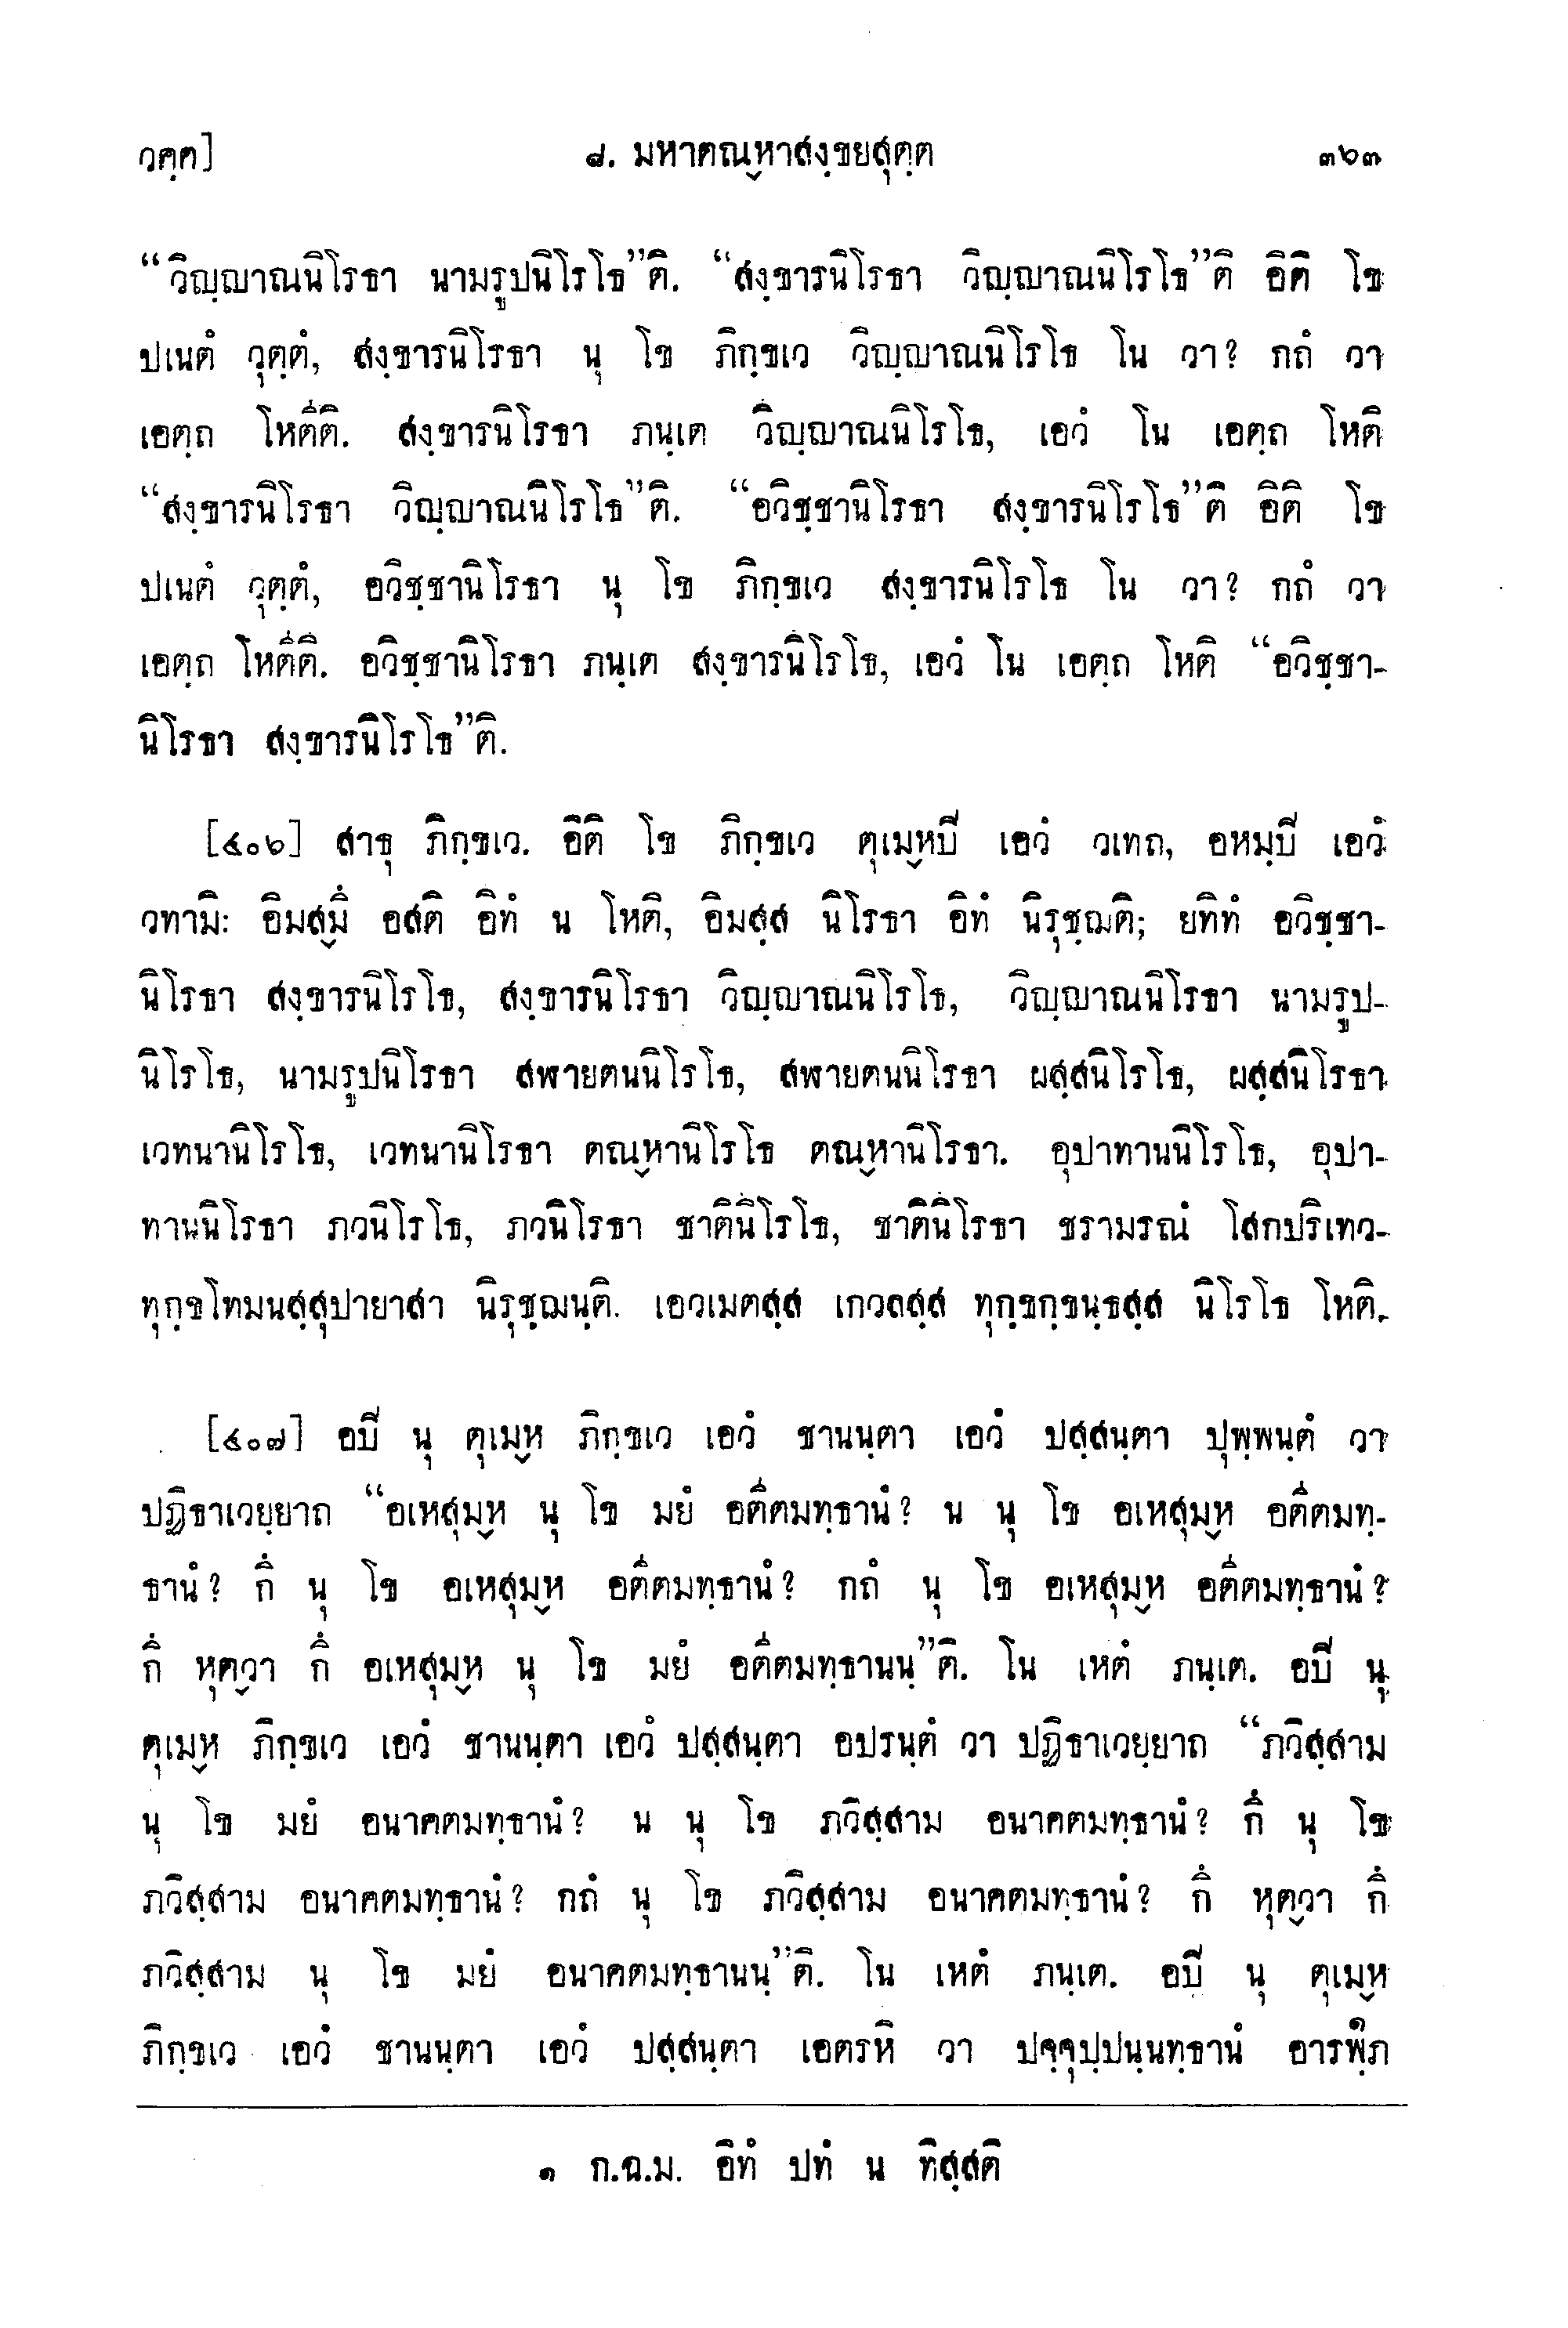 วคฺค]
๘. มหาตณฺหาสงฺขยสุตฺต
๓๖๓
“วิญฺญาณนิโรธา นามรูปนิโรโธ”ติ. “สงฺขารนิโรธา วิญฺญาณนิโรโธ”ติ อิติ โข
ปเนตํ วุตฺตํ, สงฺขารนิโรธา นุ โข ภิกฺขเว วิญฺญาณนิโรโธ โน วา? กถํ วา
เอตฺถ โหตีติ. สงฺขารนิโรธา ภนฺเต วิญฺญาณนิโรโธ, เอวํ โน เอตฺถ โหติ
“สงฺขารนิโรธา วิญฺญาณนิโรโธ”ติ. “อวิชฺชานิโรธา สงฺขารนิโรโธ”ติ อิติ โข
ปเนตํ วุตฺตํ, อวิชฺชานิโรธา นุ โข ภิกฺขเว สงฺขารนิโรโธ โน วา? กถํ วา
เอตฺถ โหตีติ. อวิชฺชานิโรธา ภนฺเต สงฺขารนิโรโธ, เอวํ โน เอตฺถ โหติ “อวิชฺชา-
นิโรธา สงฺขารนิโรโธ”ติ.
[๔๐๖] สาธุ ภิกฺขเว. อิติ โข ภิกฺขเว ตุเมฺหปี เอวํ วเทถ, อหมฺปี เอวํ
วทามิ: อิมสฺมึ อสติ อิทํ น โหติ, อิมสฺส นิโรธา อิทํ นิรุชฺฌติ; ยทิทํ อวิชฺชา-
นิโรธา สงฺขารนิโรโธ, สงฺขารนิโรธา วิญฺญาณนิโรโธ, วิญฺญาณนิโรธา นามรูป-
นิโรโธ, นามรูปนิโรธา สฬายตนนิโรโธ, สฬายตนนิโรธา ผสฺสนิโรโธ, ผสฺสนิโรธา
เวทนานิโรโธ, เวทนานิโรธา ตณฺหานิโรโธ ตณฺหานิโรธา. อุปาทานนิโรโธ, อุปา-
ทานนิโรธา ภวนิโรโธ, ภวนิโรธา ชาตินิโรโธ, ชาตินิโรธา ชรามรณํ โสกปริเทว-
ทุกฺขโทมนสฺสุปายาสา นิรุชฺฌนฺติ. เอวเมตสฺส เกวลสฺส ทุกฺขกฺขนฺธสฺส นิโรโธ โหติ.
[๔๐๗] อปี นุ ตุเมฺห ภิกฺขเว เอวํ ชานนฺตา เอวํ ปสฺสนฺตา ปุพฺพนฺตํ วา
ปฏิธาเวยฺยาถ “อเหสุมฺห นุ โข มยํ อตีตมทฺธานํ? น นุ โข อเหสุมฺห อตีตมทฺ-
ธานํ? กึ นุ โข อเหสุมฺห อตีตมทฺธานํ? กถํ นุ โข อเหสุมฺห อตีตมทฺธานํ?
กึ หุตฺวา กึ อเหสุมฺห นุ โข มยํ อตีตมทฺธานนฺ”ติ. โน เหตํ ภนฺเต. อปี นุ
ตุเมฺห ภิกฺขเว เอวํ ชานนฺตา เอวํ ปสฺสนฺตา อปรนฺตํ วา ปฏิธาเวยฺยาถ “ภวิสฺสาม
นุ โข มยํ อนาคตมทฺธานํ? น นุ โข ภวิสฺสาม อนาคตมทฺธานํ? กึ นุ โข
ภวิสฺสาม อนาคตมทฺธานํ? กถํ นุ โข ภวิสฺสาม อนาคตมทฺธานํ? กึ หุตฺวา กึ
ภวิสฺสาม นุ โข มยํ อนาคตมทฺธานนฺ”ติ. โน เหตํ ภนฺเต. อปี นุ ตุเมฺห
ภิกฺขเว เอวํ ชานนฺตา เอวํ ปสฺสนฺตา เอตรหิ วา ปจฺจุปฺปนฺนทฺธานํ อารพฺภ๑
๑ ก.ฉ.ม. อิทํ ปทํ น ทิสฺสติ